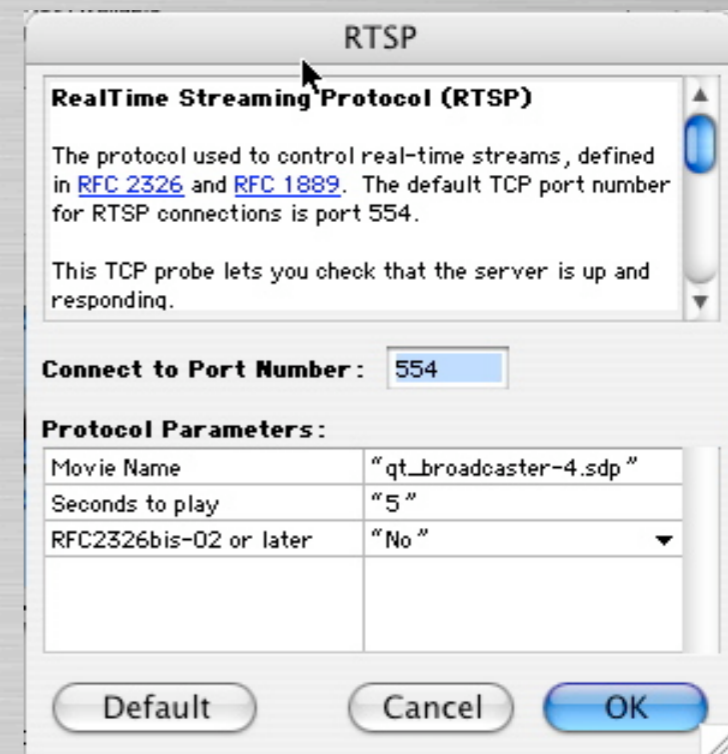 RTSP
RealTime Streaming Protocol (RTSP)
The protocol used to control real-time streams, defined
in RFC 2326 and RFC 1889. The default TCP port number
for RTSP connections is port 554.
This TCP probe lets you check that the server is up and
responding.
Connect to Port Number: 554
Protocol Parameters:
Movie Name "qt_broadcaster-4.sdp"
Seconds to play "5"
RFC2326bis-02 or later "No"
Default Cancel OK